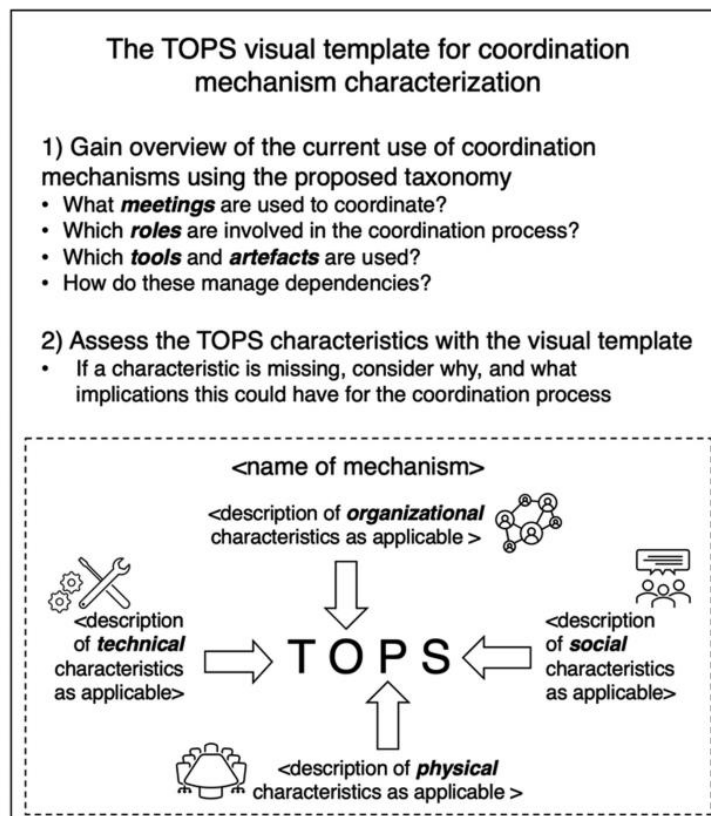 The TOPS visual template for coordination
mechanism characterization
1) Gain overview of the current use of coordination
mechanisms using the proposed taxonomy
• What meetings are used to coordinate?
• Which roles are involved in the coordination process?
• Which tools and artefacts are used?
• How do these manage dependencies?
2) Assess the TOPS characteristics with the visual template
• If a characteristic is missing, consider why, and what
implications this could have for the coordination process
<name of mechanism>
<description of organizational
characteristics as applicable >
<description
of technical
characteristics
as applicable>
T O P S
<description
of social
characteristics
as applicable>
<description of physical
characteristics as applicable >